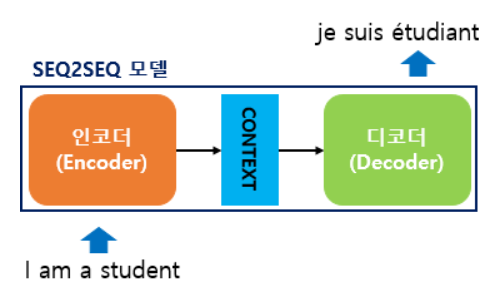 je suis étudiant
SEQ2SEQ 모델
인코더
(Encoder)
CONTEXT
디코더
(Decoder)
I am a student